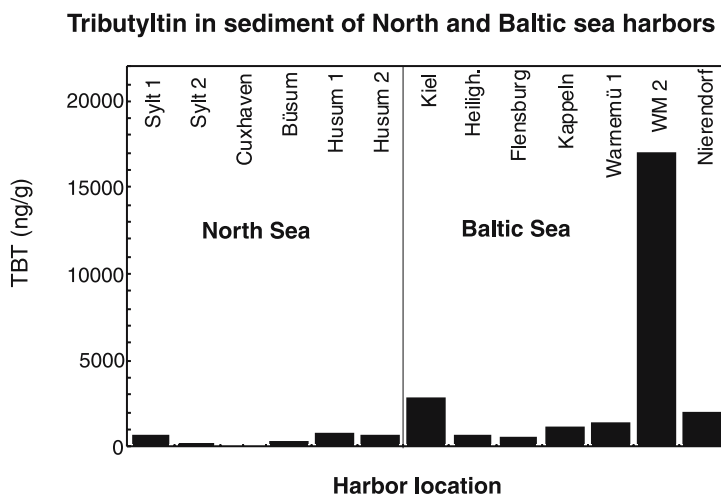 Tributyltin in sediment of North and Baltic sea harbors
20000
15000
10000
5000
0
TBT (ng/g)
Sylt 1
Sylt 2
Cuxhaven
Büsum
Husum 1
Husum 2
Kiel
Heiligh.
Flensburg
Kappeln
Warnemü 1
WM 2
Nierendorf
North Sea
Baltic Sea
Harbor location